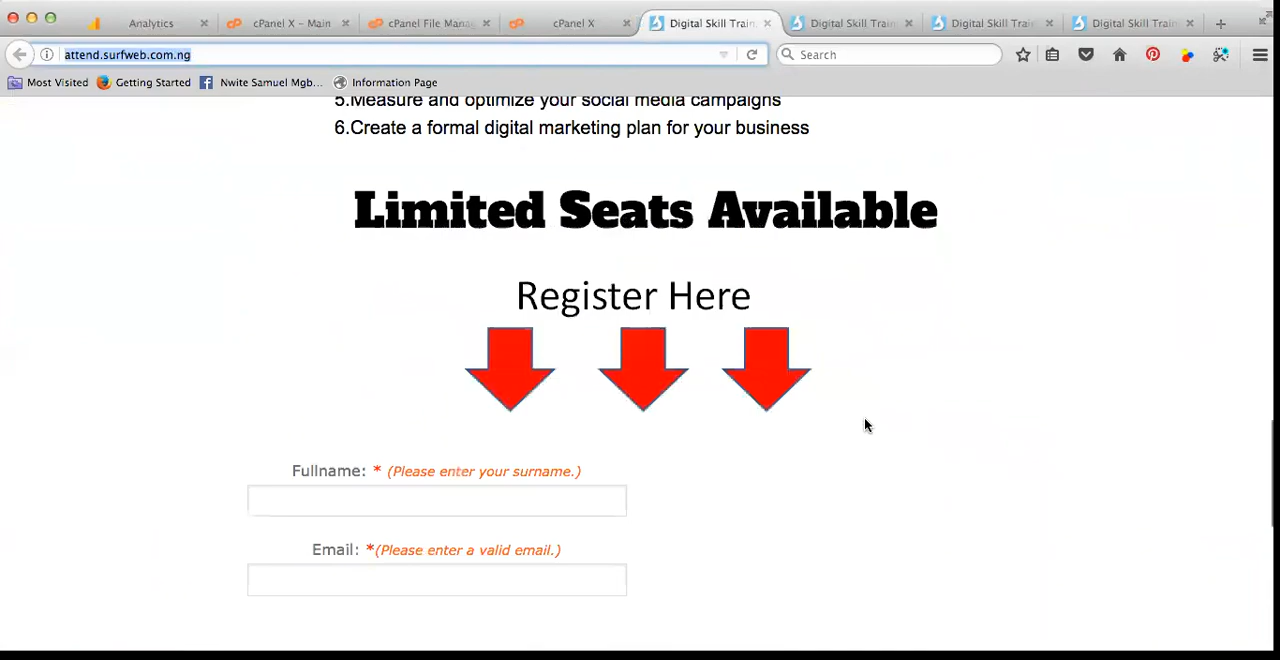 Analytics
cPanel X – Main
cPanel File Mana
cPanel X
Digital Skill Train
Digital Skill Train
Digital Skill Train
Digital Skill Train
attend.surfweb.com.ng
Search
Most Visited
Getting Started
Nwite Samuel Mgb...
Information Page
5.Measure and optimize your social media campaigns
6.Create a formal digital marketing plan for your business
Limited Seats Available
Register Here
Fullname: * (Please enter your surname.)
Email: *(Please enter a valid email.)